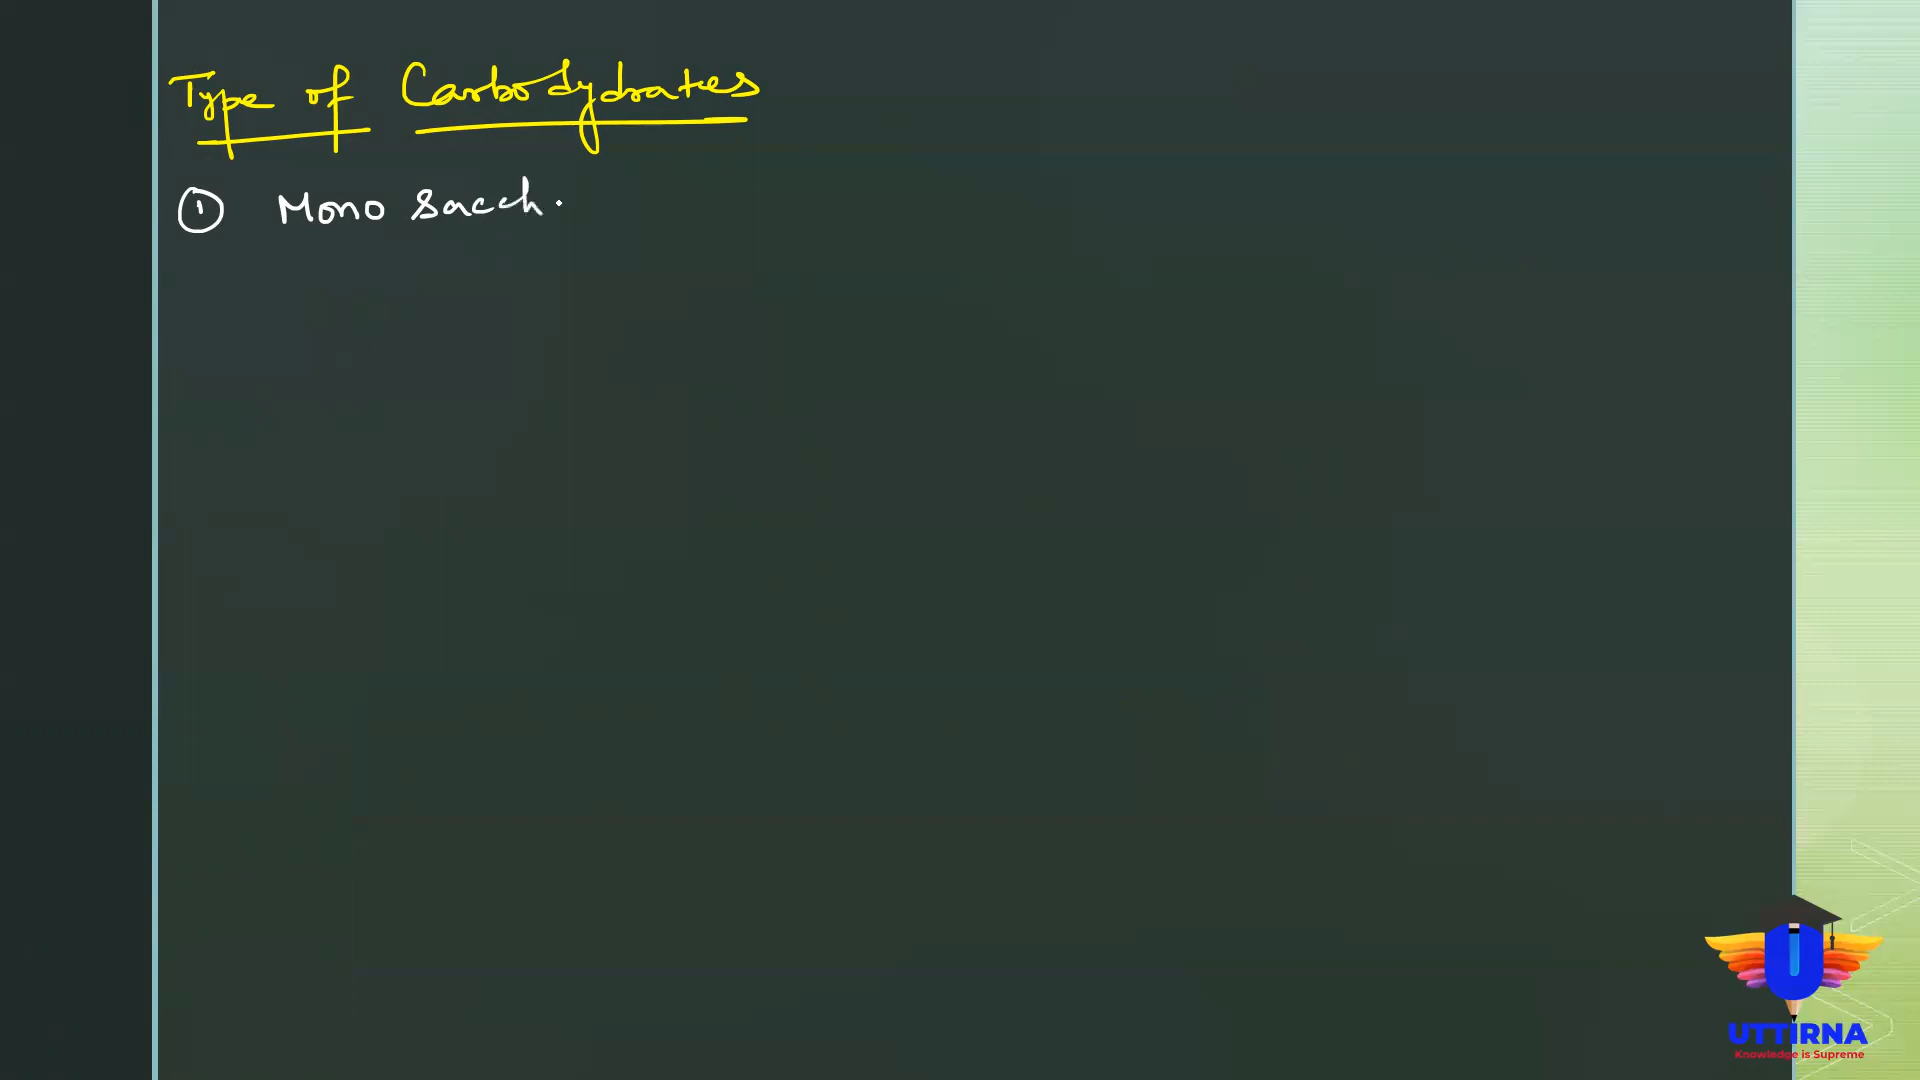 Type of Carbohydrates
① Mono Sacch
UTTIRNA
Knowledge is Supreme